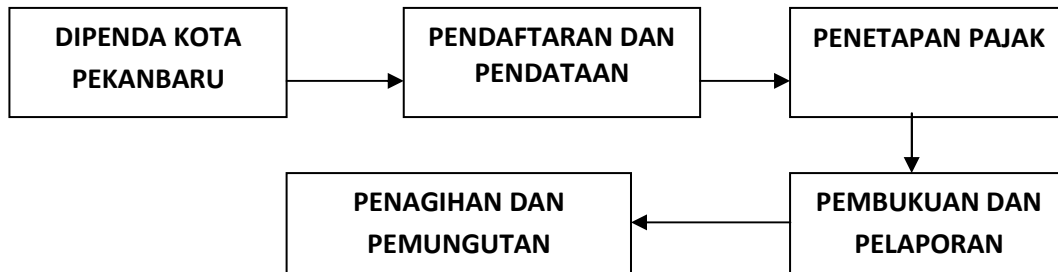 DIPENDA KOTA
PEKANBARU
PENDAFTARAN DAN
PENDATAAN
PENETAPAN PAJAK
PEMBUKUAN DAN
PELAPORAN
PENAGIHAN DAN
PEMUNGUTAN